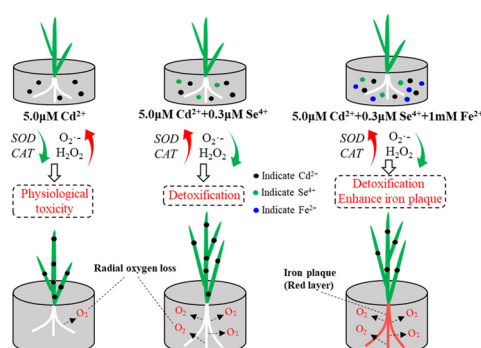 5.0μM Cd²⁺
5.0μM Cd²⁺+0.3μM Se⁴⁺
5.0μM Cd²⁺+0.3μM Se⁴⁺+1mM Fe²⁺
SOD
CAT
O₂·⁻
H₂O₂
SOD
CAT
O₂·⁻
H₂O₂
SOD
CAT
O₂·⁻
H₂O₂
Physiological
toxicity
Detoxification
Indicate Cd²⁺
Indicate Se⁴⁺
Indicate Fe²⁺
Detoxification
Enhance iron plaque
Radial oxygen loss
Iron plaque
(Red layer)
O₂
O₂
O₂
O₂
O₂
O₂
O₂
O₂
O₂